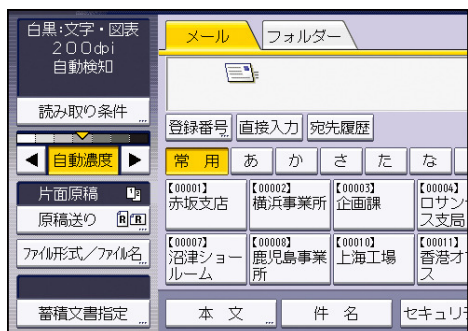 白黒:文字・図表
200dpi
自動検知
読み取り条件
自動濃度
片面原稿
原稿送り
ファイル形式/ファイル名
蓄積文書指定
メール
フォルダー
登録番号 直接入力 宛先履歴
常用 あ か さ た な
【00001】 【00002】 【00003】 【00004】
赤坂支店 横浜事業所 企画課 ロサン
ス支局
【00007】 【00008】 【00010】 【00011】
沼津ショー 鹿児島事業 上海工場 香港オ
ルーム 所 ス
本文 件名 セキュリ